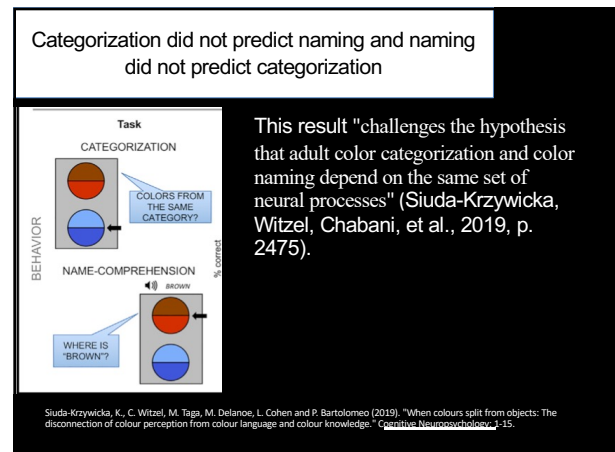 Categorization did not predict naming and naming
did not predict categorization
Task
CATEGORIZATION
COLORS FROM
THE SAME
CATEGORY?
BEHAVIOR
% correct
NAME-COMPREHENSION
BROWN
WHERE IS
"BROWN"?
This result "challenges the hypothesis
that adult color categorization and color
naming depend on the same set of
neural processes" (Siuda-Krzywicka,
Witzel, Chabani, et al., 2019, p.
2475).
Siuda-Krzywicka, K., C. Witzel, M. Taga, M. Delanoe, L. Cohen and P. Bartolomeo (2019). "When colours split from objects: The
disconnection of colour perception from colour language and colour knowledge." Cognitive Neuropsychology: 1-15.